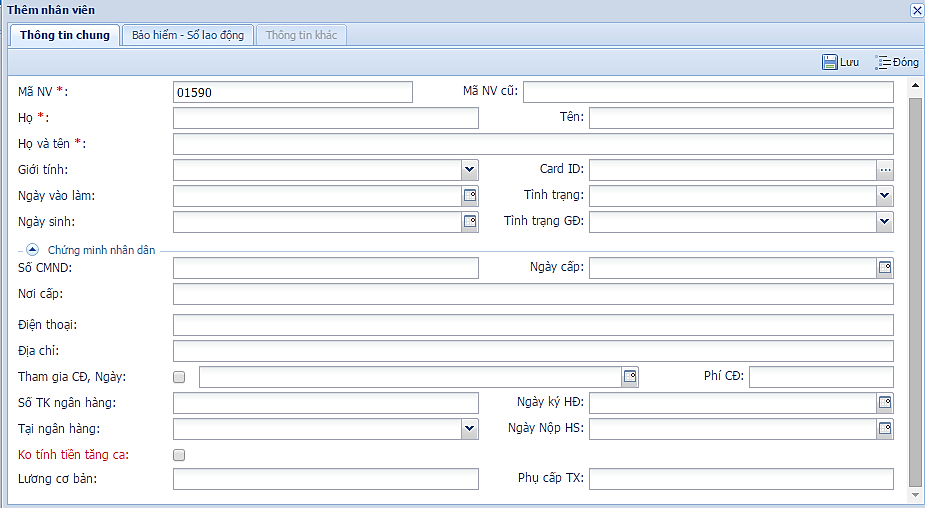 Thêm nhân viên
Thông tin chung Bảo hiểm - Sổ lao động Thông tin khác
Lưu Đóng
Mã NV *: 01590 Mã NV cũ:
Họ *: Tên:
Họ và tên *:
Giới tính: Card ID:
Ngày vào làm: Tình trạng:
Ngày sinh: Tình trạng GĐ:
Chứng minh nhân dân
Số CMND: Ngày cấp:
Nơi cấp:
Điện thoại:
Địa chỉ:
Tham gia CĐ, Ngày: Phí CĐ:
Số TK ngân hàng: Ngày ký HĐ:
Tại ngân hàng: Ngày Nộp HS:
Ko tính tiền tăng ca:
Lương cơ bản: Phụ cấp TX: